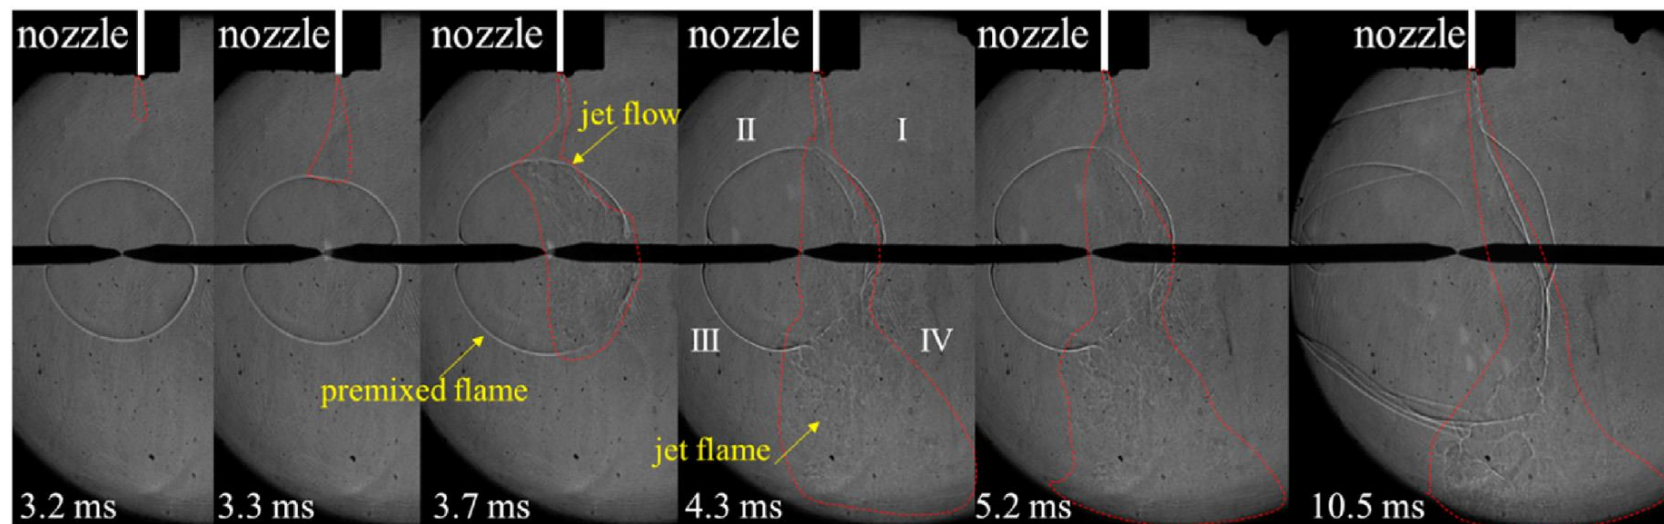 nozzle
nozzle
nozzle
nozzle
nozzle
nozzle
jet flow
II
I
III
IV
premixed flame
jet flame
3.2 ms
3.3 ms
3.7 ms
4.3 ms
5.2 ms
10.5 ms